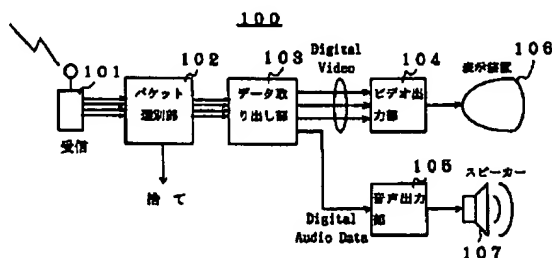 100
101
受信
102
パケット
選別部
捨て
103
データ取
り出し部
Digital
Video
104
ビデオ出
力部
106
表示装置
105
音声出力
部
Digital
Audio Data
スピーカー
107